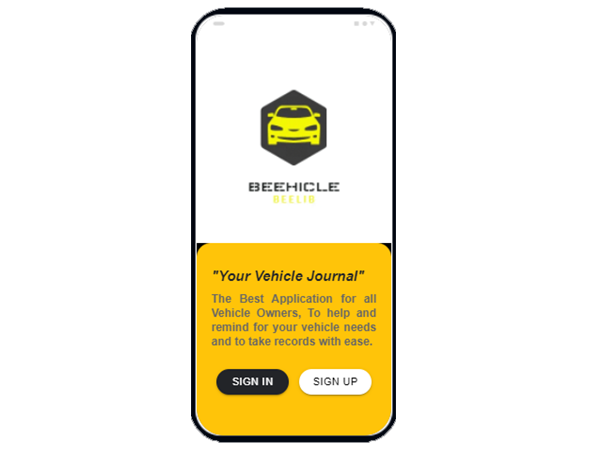 BEEHICLE
BEELIB
"Your Vehicle Journal"
The Best Application for all
Vehicle Owners, To help and
remind for your vehicle needs
and to take records with ease.
SIGN IN SIGN UP